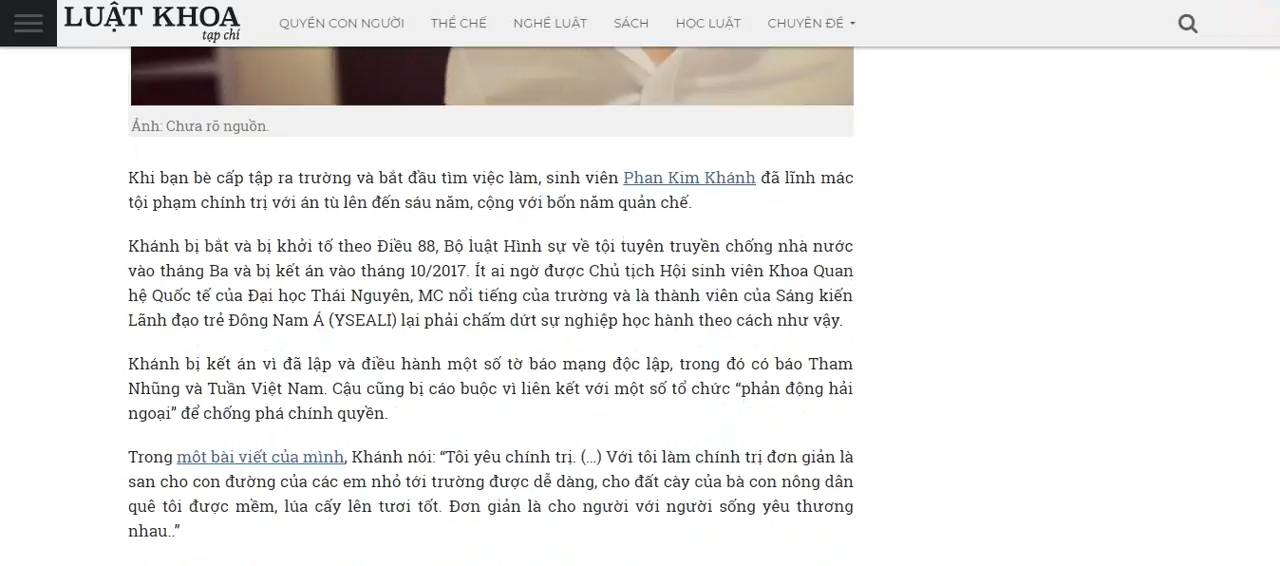 LUẬT KHOA
tạp chí
QUYỀN CON NGƯỜI THỂ CHẾ NGHỀ LUẬT SÁCH HỌC LUẬT CHUYÊN ĐỀ
Ảnh: Chưa rõ nguồn.
Khi bạn bè cấp tập ra trường và bắt đầu tìm việc làm, sinh viên Phan Kim Khánh đã lĩnh mác
tội phạm chính trị với án tù lên đến sáu năm, cộng với bốn năm quản chế.
Khánh bị bắt và bị khởi tố theo Điều 88, Bộ luật Hình sự về tội tuyên truyền chống nhà nước
vào tháng Ba và bị kết án vào tháng 10/2017. Ít ai ngờ được Chủ tịch Hội sinh viên Khoa Quan
hệ Quốc tế của Đại học Thái Nguyên, MC nổi tiếng của trường và là thành viên của Sáng kiến
Lãnh đạo trẻ Đông Nam Á (YSEALI) lại phải chấm dứt sự nghiệp học hành theo cách như vậy.
Khánh bị kết án vì đã lập và điều hành một số tờ báo mạng độc lập, trong đó có báo Tham
Nhũng và Tuần Việt Nam. Cậu cũng bị cáo buộc vì liên kết với một số tổ chức “phản động hải
ngoại” để chống phá chính quyền.
Trong một bài viết của mình, Khánh nói: “Tôi yêu chính trị. (…) Với tôi làm chính trị đơn giản là
san cho con đường của các em nhỏ tới trường được dễ dàng, cho đất cày của bà con nông dân
quê tôi được mềm, lúa cấy lên tươi tốt. Đơn giản là cho người với người sống yêu thương
nhau..”